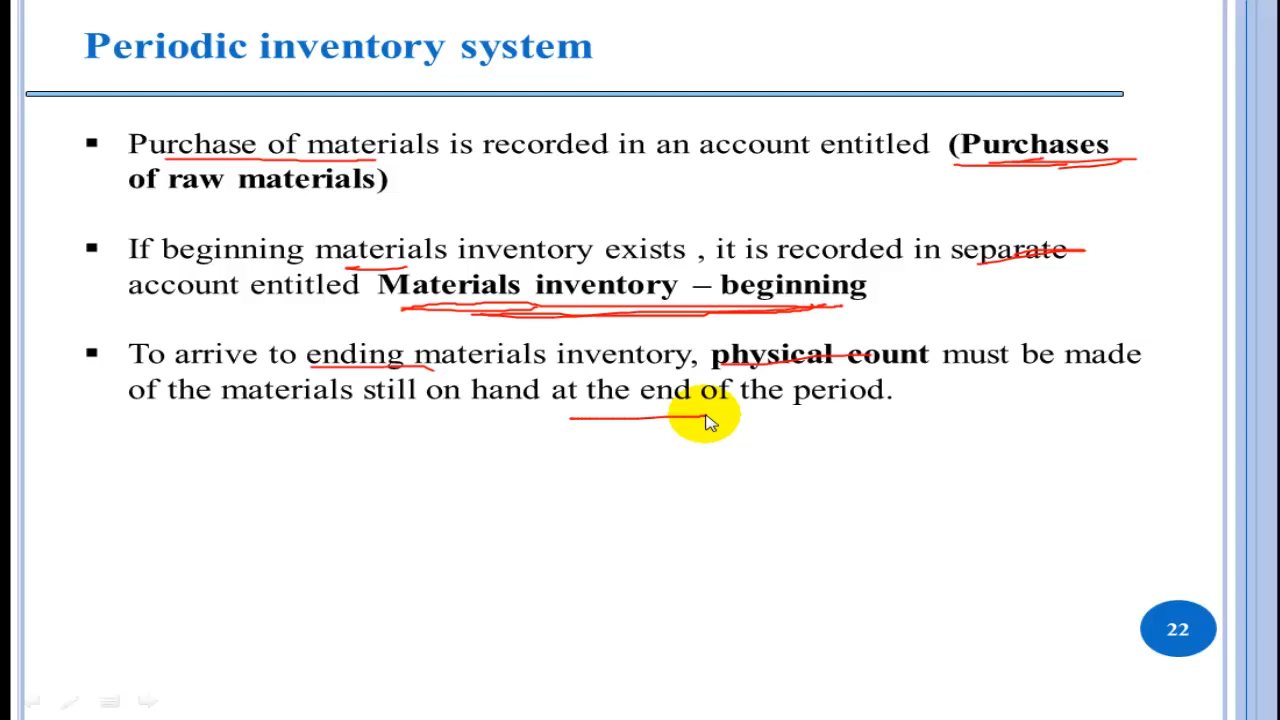 Periodic inventory system
▪ Purchase of materials is recorded in an account entitled (Purchases
of raw materials)
▪ If beginning materials inventory exists , it is recorded in separate
account entitled Materials inventory – beginning
▪ To arrive to ending materials inventory, physical count must be made
of the materials still on hand at the end of the period.
22